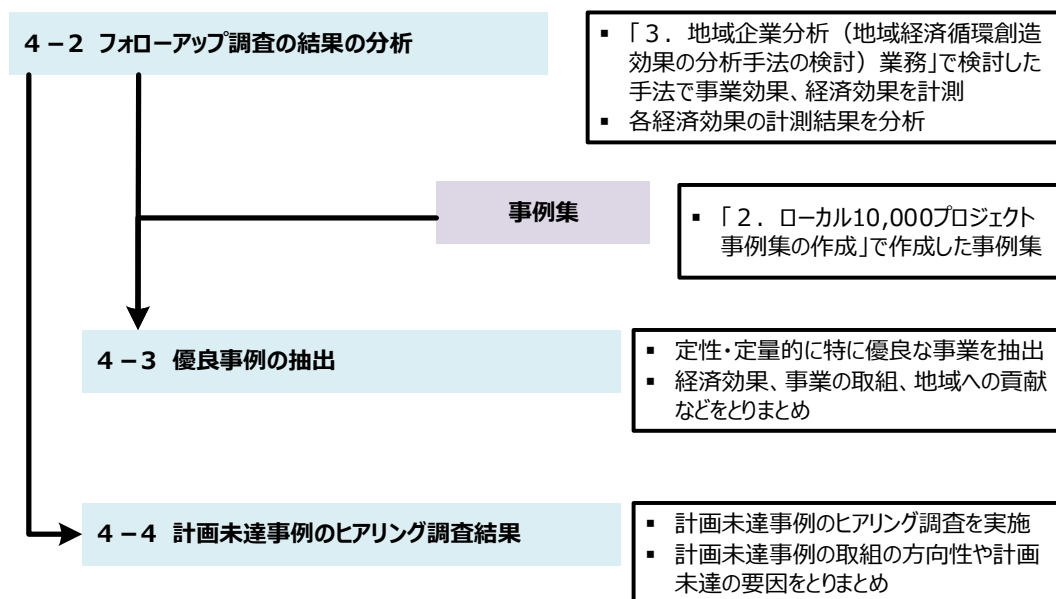 4－2 フォローアップ調査の結果の分析
▪ 「3．地域企業分析（地域経済循環創造
効果の分析手法の検討）業務」で検討した
手法で事業効果、経済効果を計測
▪ 各経済効果の計測結果を分析
事例集
▪ 「2．ローカル10,000プロジェクト
事例集の作成」で作成した事例集
4－3 優良事例の抽出
▪ 定性・定量的に特に優良な事業を抽出
▪ 経済効果、事業の取組、地域への貢献
などをとりまとめ
4－4 計画未達事例のヒアリング調査結果
▪ 計画未達事例のヒアリング調査を実施
▪ 計画未達事例の取組の方向性や計画
未達の要因をとりまとめ